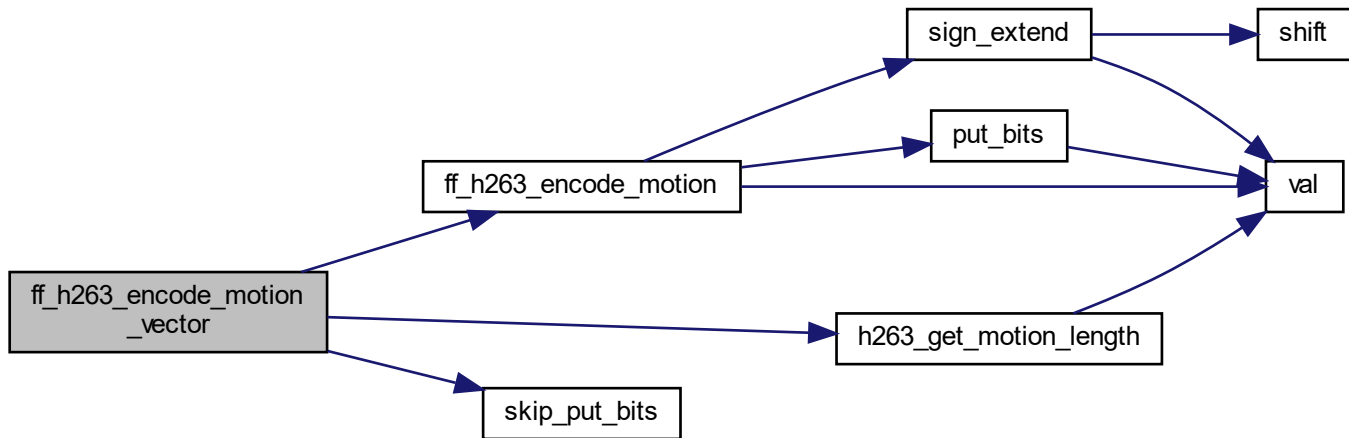 sign_extend
shift
put_bits
ff_h263_encode_motion
val
ff_h263_encode_motion
_vector
h263_get_motion_length
skip_put_bits